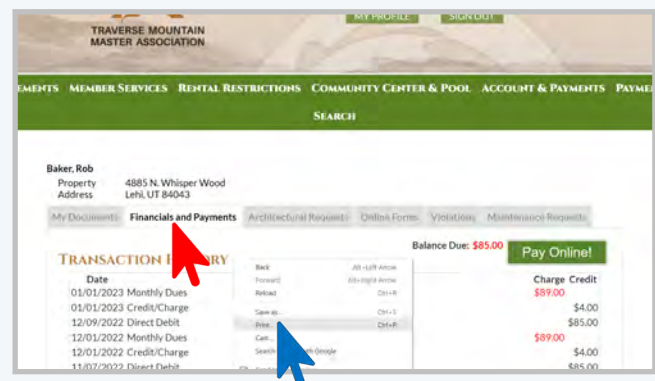 TRAVERSE MOUNTAIN
MASTER ASSOCIATION
MY PROFILE SIGN OUT
EMENTS MEMBER SERVICES RENTAL RESTRICTIONS COMMUNITY CENTER & POOL ACCOUNT & PAYMENTS PAYME
SEARCH
Baker, Rob
Property 4885 N. Whisper Wood
Address Lehi, UT 84043
My Documents Financials and Payments Architectural Requests Online Forms Violations Maintenance Requests
Balance Due: $85.00 Pay Online!
TRANSACTION
Date Charge Credit
01/01/2023 Monthly Dues $89.00
01/01/2023 Credit/Charge $4.00
12/09/2022 Direct Debit $85.00
12/01/2022 Monthly Dues $89.00
12/01/2022 Credit/Charge $4.00
11/07/2022 Direct Debit $85.00
Back Alt+Left Arrow
Forward Alt+Right Arrow
Reload Ctrl+R
Save as... Ctrl+S
Print... Ctrl+P
Cast...
Search Google